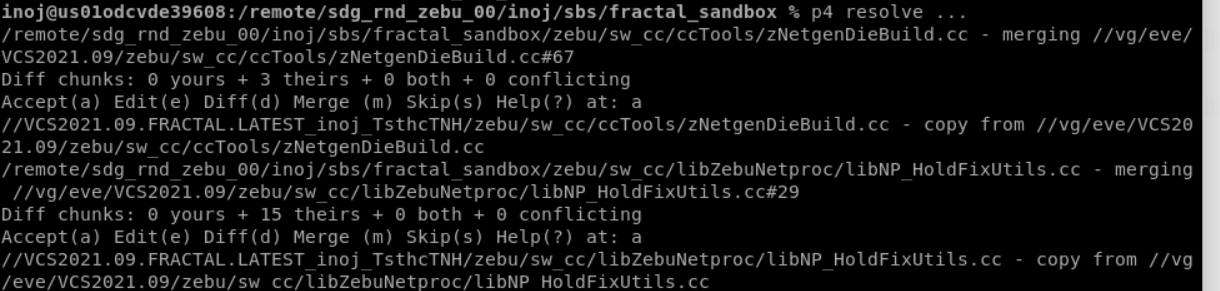 inoj@us01odcvde39608:/remote/sdg_rnd_zebu_00/inoj/sbs/fractal_sandbox % p4 resolve ...
/remote/sdg_rnd_zebu_00/inoj/sbs/fractal_sandbox/zebu/sw_cc/ccTools/zNetgenDieBuild.cc - merging //vg/eve/
VCS2021.09/zebu/sw_cc/ccTools/zNetgenDieBuild.cc#67
Diff chunks: 0 yours + 3 theirs + 0 both + 0 conflicting
Accept(a) Edit(e) Diff(d) Merge (m) Skip(s) Help(?) at: a
//VCS2021.09.FRACTAL.LATEST_inoj_TsthcTNH/zebu/sw_cc/ccTools/zNetgenDieBuild.cc - copy from //vg/eve/VCS20
21.09/zebu/sw_cc/ccTools/zNetgenDieBuild.cc
/remote/sdg_rnd_zebu_00/inoj/sbs/fractal_sandbox/zebu/sw_cc/libZebuNetproc/libNP_HoldFixUtils.cc - merging
 //vg/eve/VCS2021.09/zebu/sw_cc/libZebuNetproc/libNP_HoldFixUtils.cc#29
Diff chunks: 0 yours + 15 theirs + 0 both + 0 conflicting
Accept(a) Edit(e) Diff(d) Merge (m) Skip(s) Help(?) at: a
//VCS2021.09.FRACTAL.LATEST_inoj_TsthcTNH/zebu/sw_cc/libZebuNetproc/libNP_HoldFixUtils.cc - copy from //vg
/eve/VCS2021.09/zebu/sw_cc/libZebuNetproc/libNP_HoldFixUtils.cc